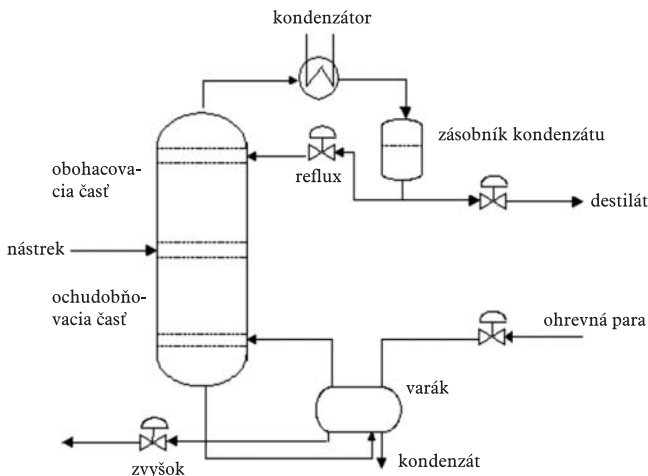 kondenzátor
zásobník kondenzátu
obohacova-
cia časť
reflux
destilát
nástrek
ochudobňo-
vacia časť
ohrevná para
varák
kondenzát
zvyšok